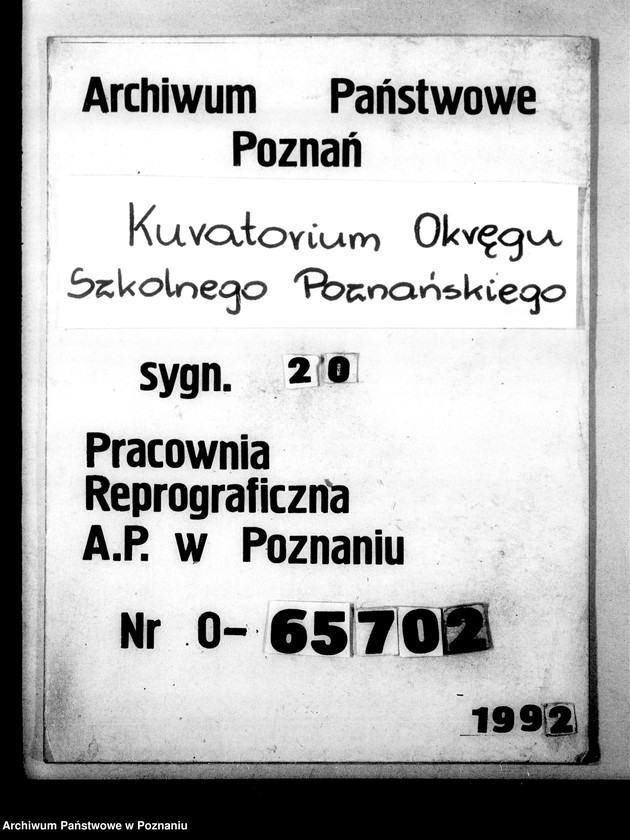 Archiwum Państwowe
Poznań
Kuratorium Okręgu
Szkolnego Poznańskiego
sygn. 20
Pracownia
Reprograficzna
A.P. w Poznaniu
Nr 0-65702
1992
Archiwum Państwowe w Poznaniu